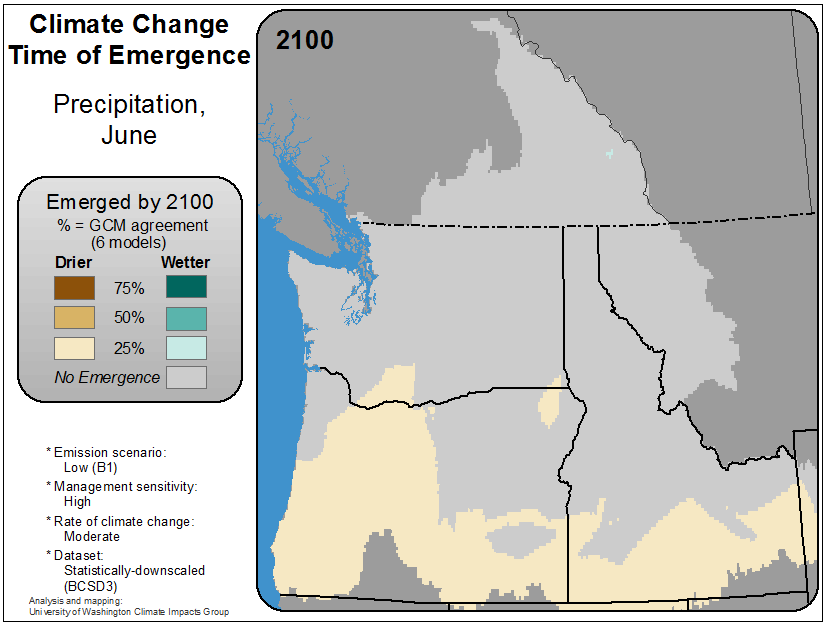 Climate Change
Time of Emergence
Precipitation,
June
Emerged by 2100
% = GCM agreement
(6 models)
Drier Wetter
75%
50%
25%
No Emergence
* Emission scenario:
Low (B1)
* Management sensitivity:
High
* Rate of climate change:
Moderate
* Dataset:
Statistically-downscaled
(BCSD3)
Analysis and mapping:
University of Washington Climate Impacts Group
2100